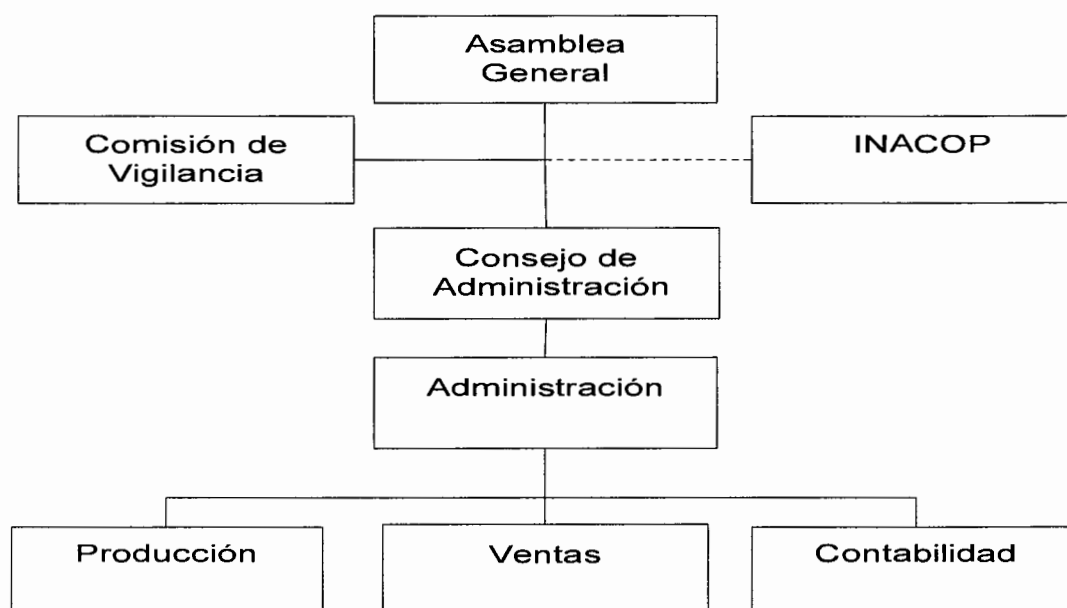 Asamblea
General
Comisión de
Vigilancia
INACOP
Consejo de
Administración
Administración
Producción
Ventas
Contabilidad